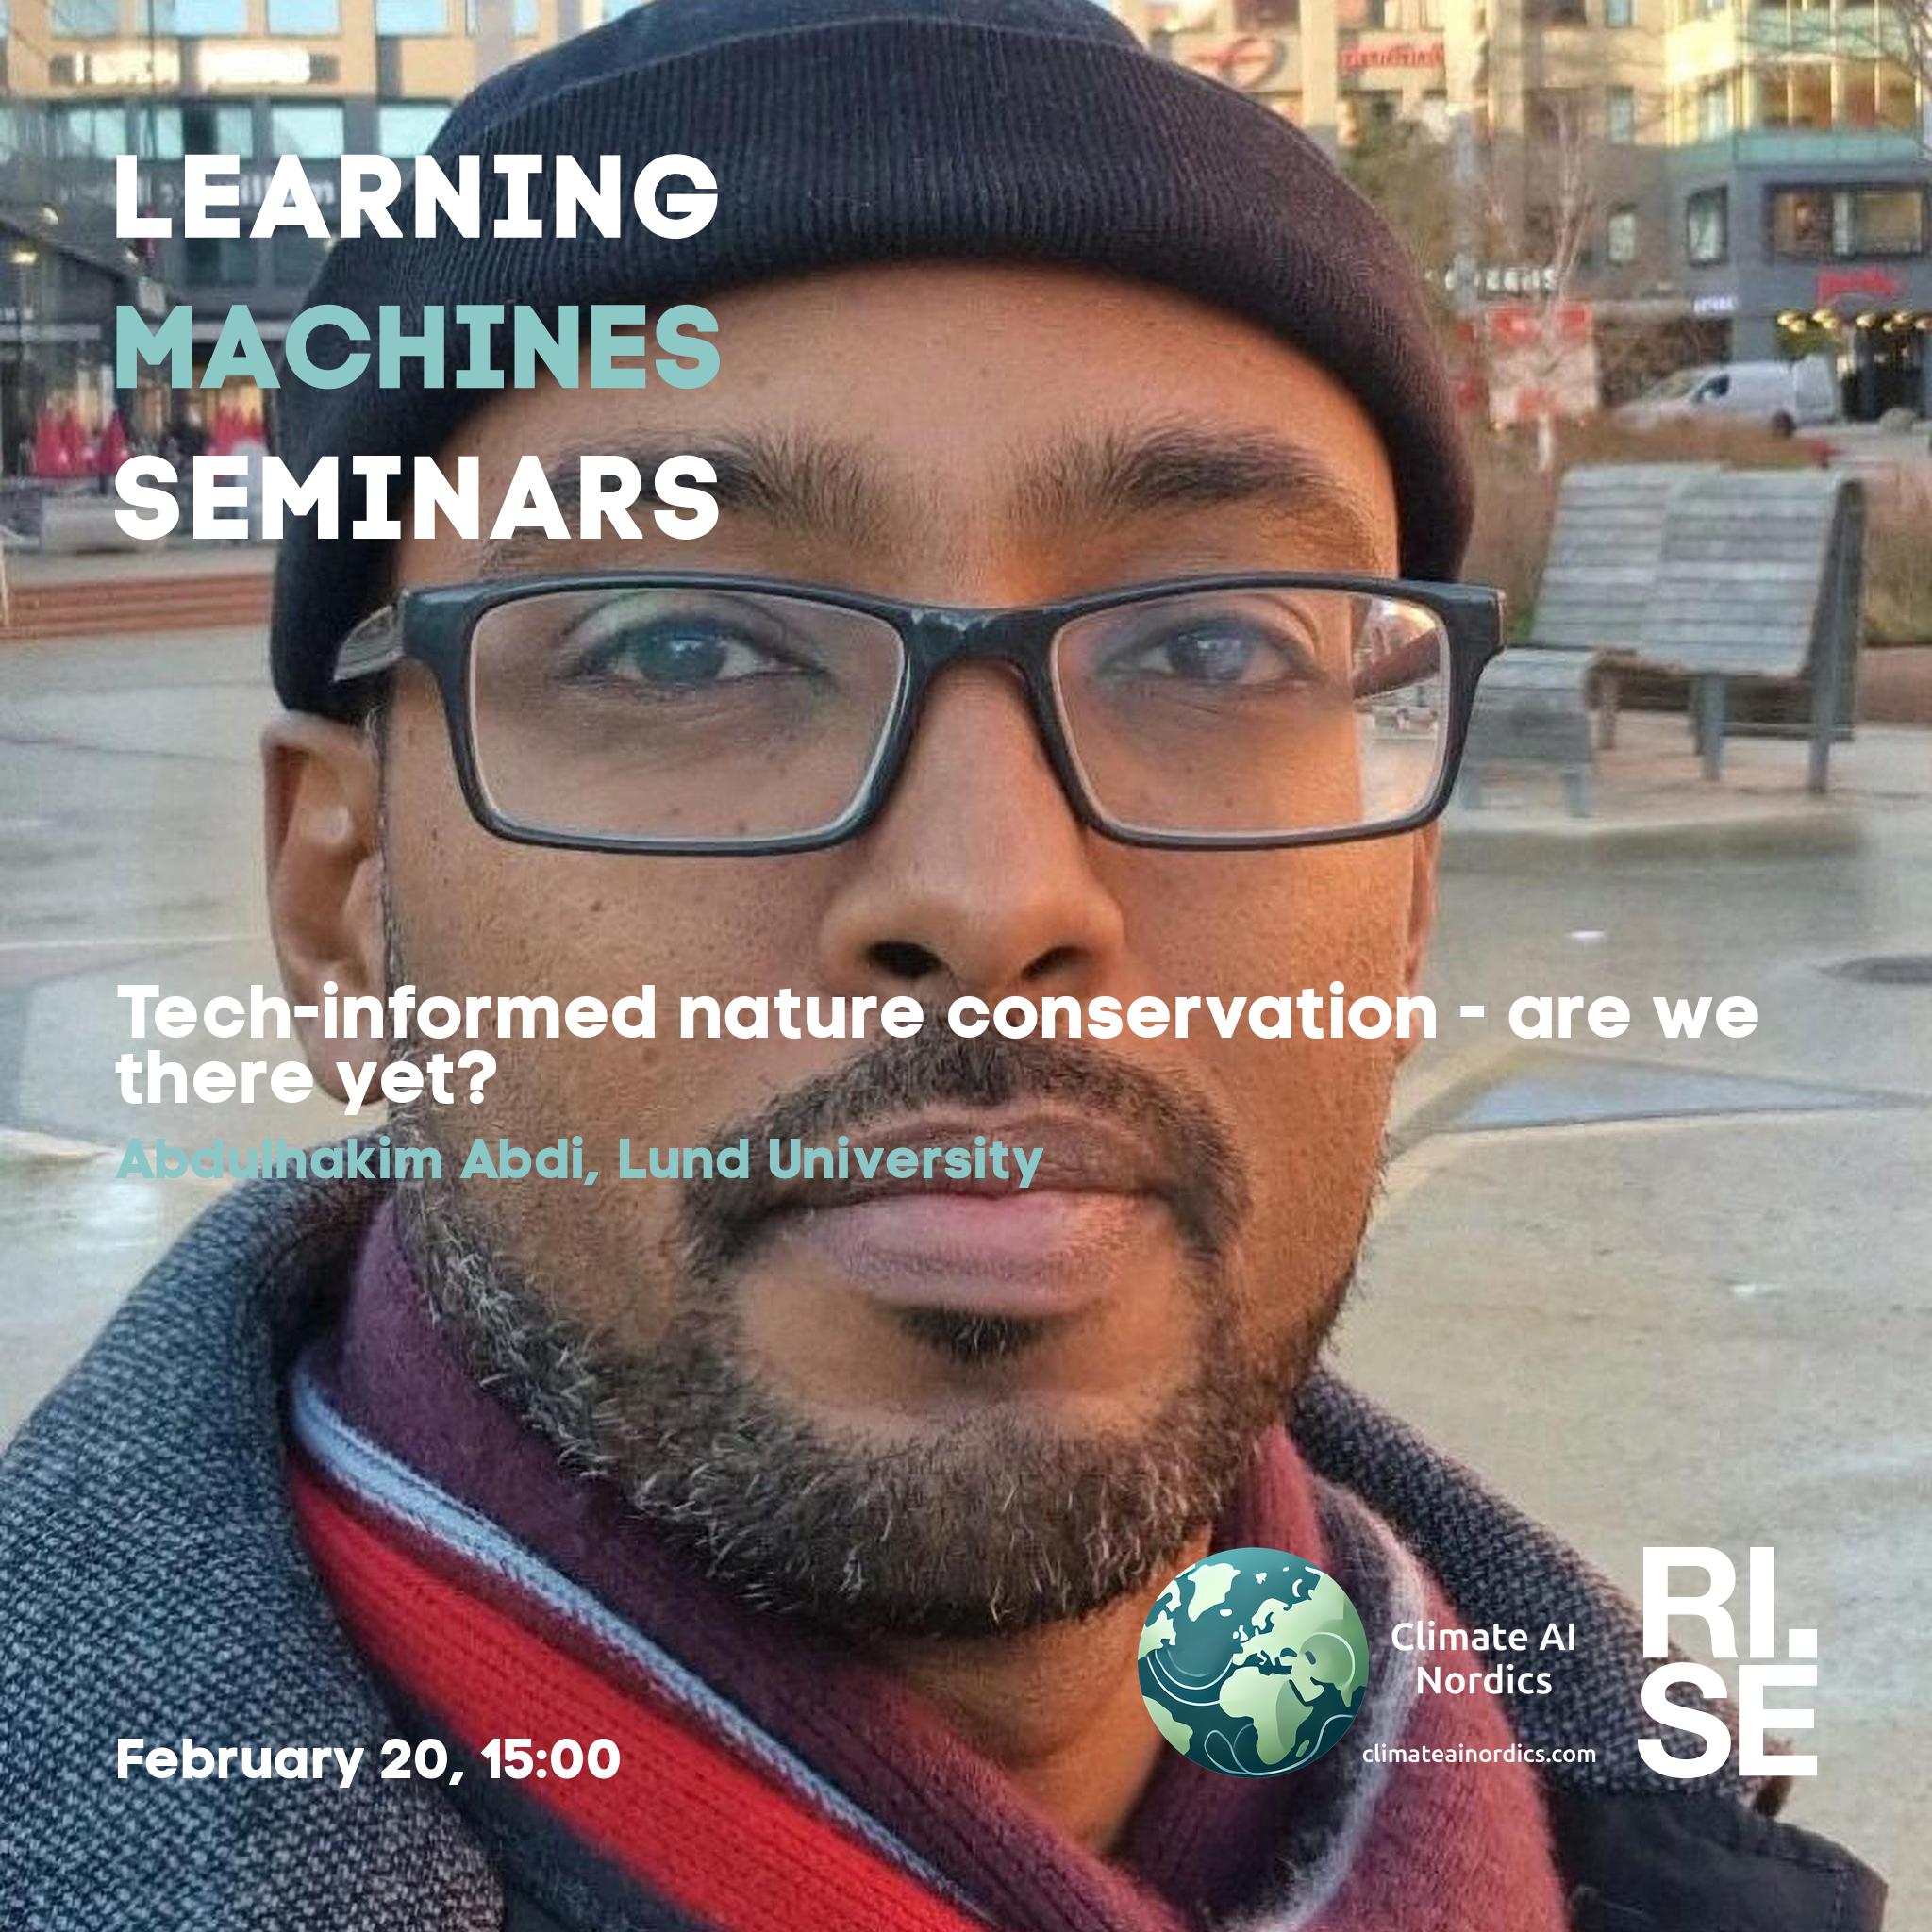 LEARNING
MACHINES
SEMINARS
Tech-informed nature conservation - are we
there yet?
Abdulhakim Abdi, Lund University
February 20, 15:00
Climate AI
Nordics
climateainordics.com
RI.
SE